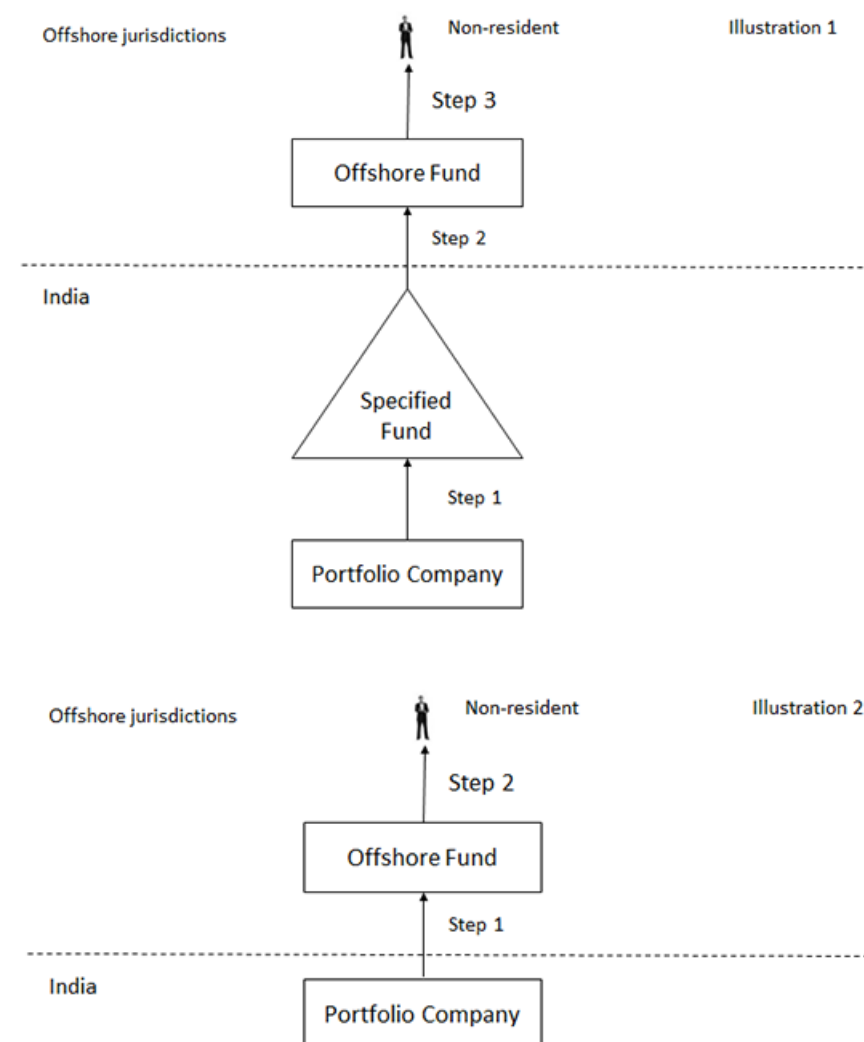 Offshore jurisdictions
Non-resident
Illustration 1
Step 3
Offshore Fund
Step 2
India
Specified
Fund
Step 1
Portfolio Company
Offshore jurisdictions
Non-resident
Illustration 2
Step 2
Offshore Fund
Step 1
India
Portfolio Company